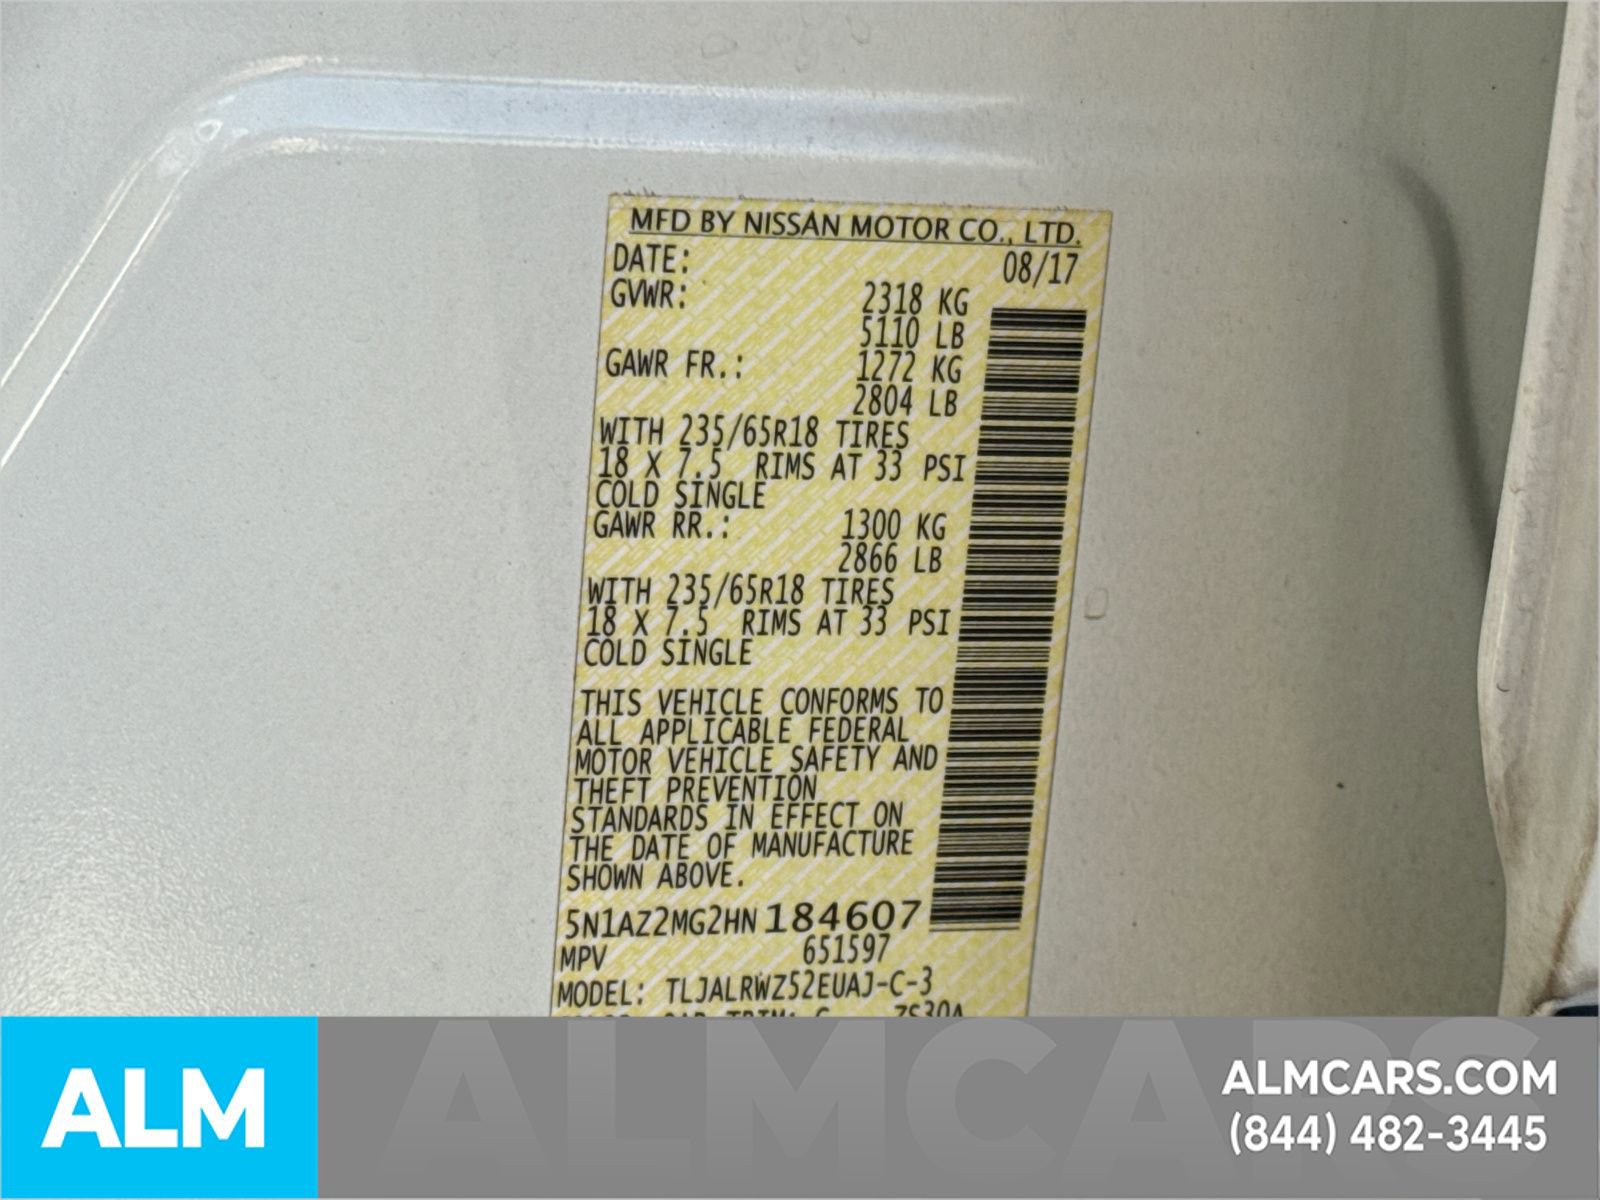 MFD BY NISSAN MOTOR CO., LTD.
DATE: 08/17
GVWR: 2318 KG
5110 LB
GAWR FR.: 1272 KG
2804 LB
WITH 235/65R18 TIRES
18 X 7.5 RIMS AT 33 PSI
COLD SINGLE
GAWR RR.: 1300 KG
2866 LB
WITH 235/65R18 TIRES
18 X 7.5 RIMS AT 33 PSI
COLD SINGLE
THIS VEHICLE CONFORMS TO
ALL APPLICABLE FEDERAL
MOTOR VEHICLE SAFETY AND
THEFT PREVENTION
STANDARDS IN EFFECT ON
THE DATE OF MANUFACTURE
SHOWN ABOVE.
5N1AZ2MG2HN184607
MPV 651597
MODEL: TLJALRWZ52EUAJ-C-3
TRIM: G ZS30A
ALMCARS
ALM
ALMCARS.COM
(844) 482-3445